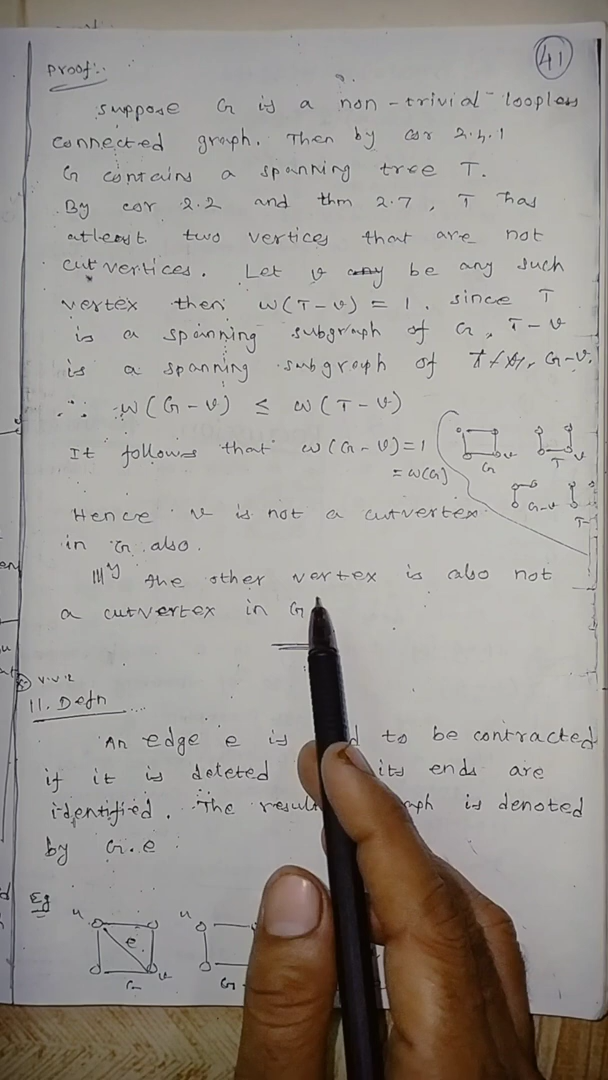 41
Proof:-
Suppose G is a non-trivial loopless
connected graph. Then by cor 2.4.1
G contains a spanning tree T.
By cor 2.2 and thm 2.7, T has
atleast two vertices that are not
cut vertices. Let v be any such
vertex then w(T-v) = 1. since T
is a spanning subgraph of G, T-v
is a spanning subgraph of G-v.
∴ w(G-v) ≤ w(T-v)
It follows that w(G-v)=1
= w(G)
G v T v
G-v T-
Hence v is not a cutvertex
in G also.
|||ly the other vertex is also not
a cutvertex in G
11. Defn
An edge e is d to be contracted
if it is deleted its ends are
identified. The result aph is denoted
by G.e
Eg
u e v u
G G